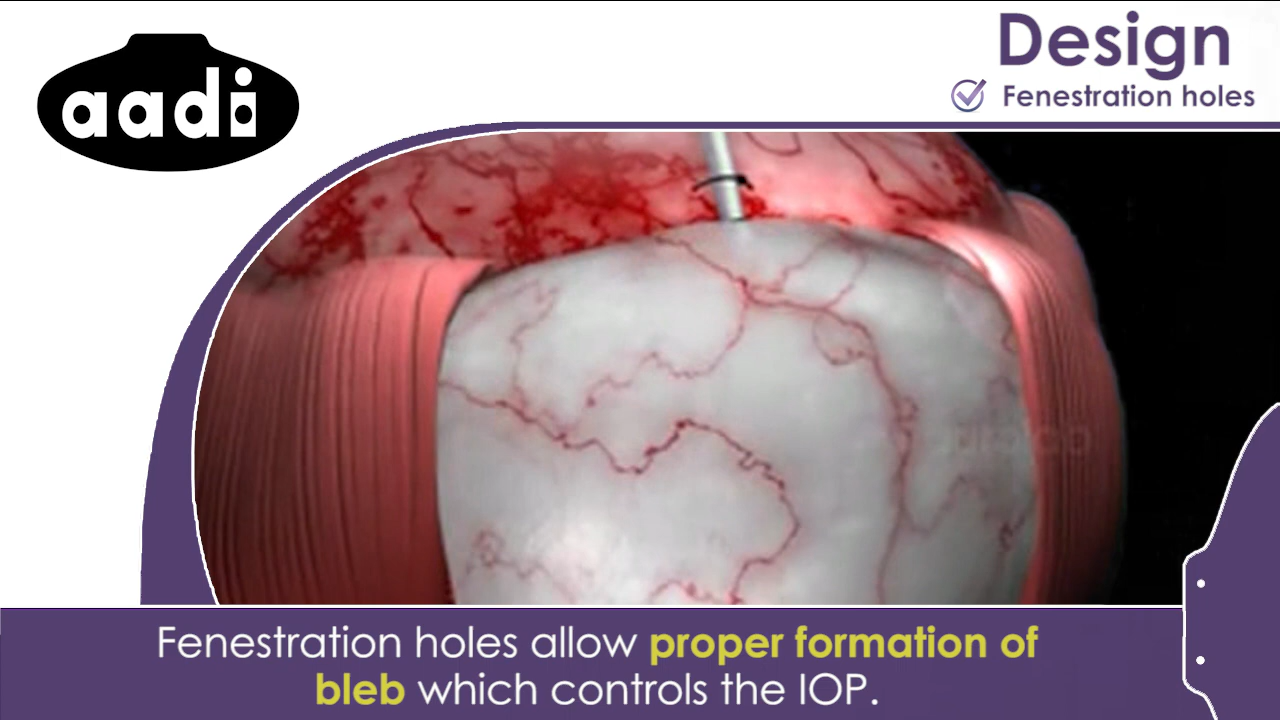 aadi
Design
Fenestration holes
Fenestration holes allow proper formation of
bleb which controls the IOP.